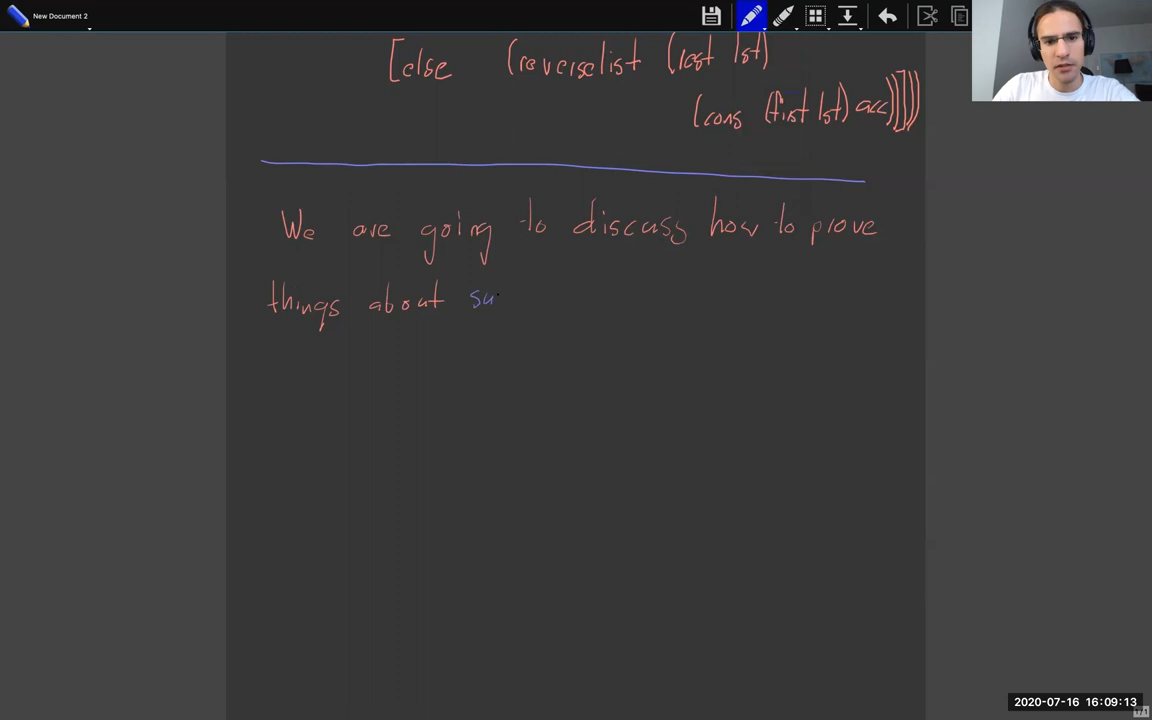 New Document 2
[else (reverselist (rest lst)
(cons (first lst) acc))]))
We are going to discuss how to prove
things about su
2020-07-16 16:09:13